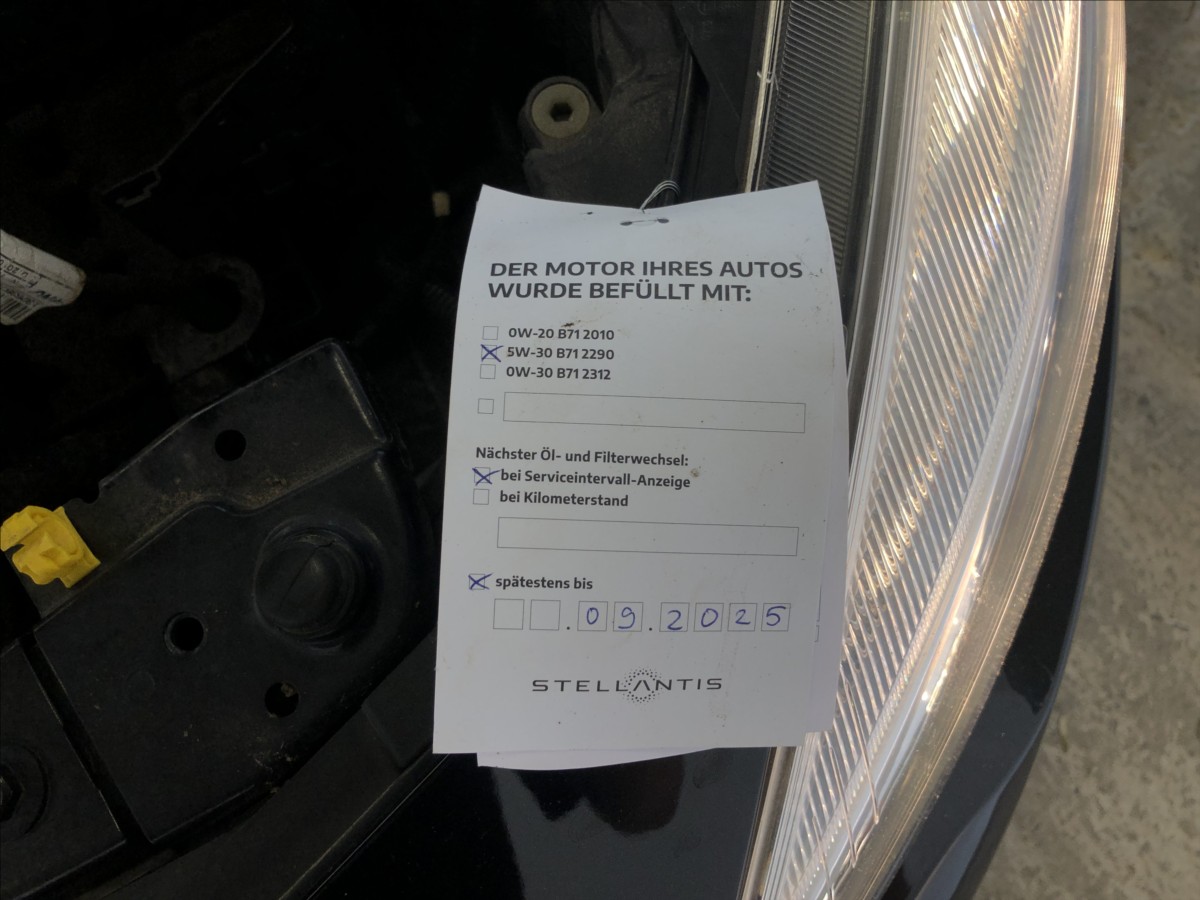 DER MOTOR IHRES AUTOS
WURDE BEFÜLLT MIT:
0W-20 B71 2010
5W-30 B71 2290
0W-30 B71 2312
Nächster Öl- und Filterwechsel:
bei Serviceintervall-Anzeige
bei Kilometerstand
spätestens bis
.09.2025
STELLANTIS